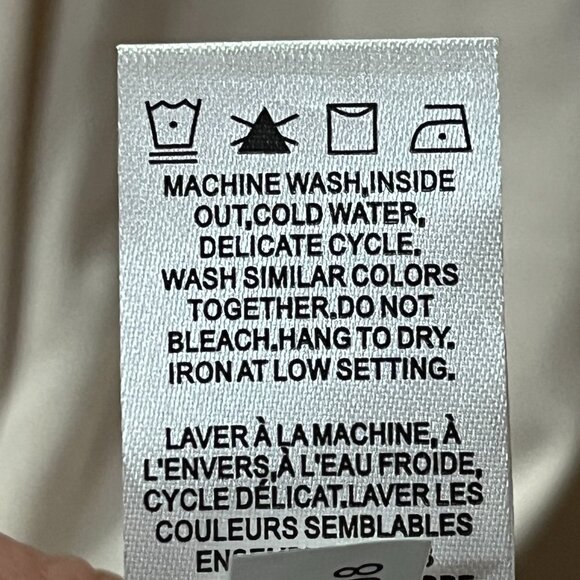 MACHINE WASH,INSIDE
OUT,COLD WATER,
DELICATE CYCLE,
WASH SIMILAR COLORS
TOGETHER.DO NOT
BLEACH.HANG TO DRY.
IRON AT LOW SETTING.
LAVER À LA MACHINE, À
L'ENVERS,À L'EAU FROIDE,
CYCLE DÉLICAT.LAVER LES
COULEURS SEMBLABLES
8